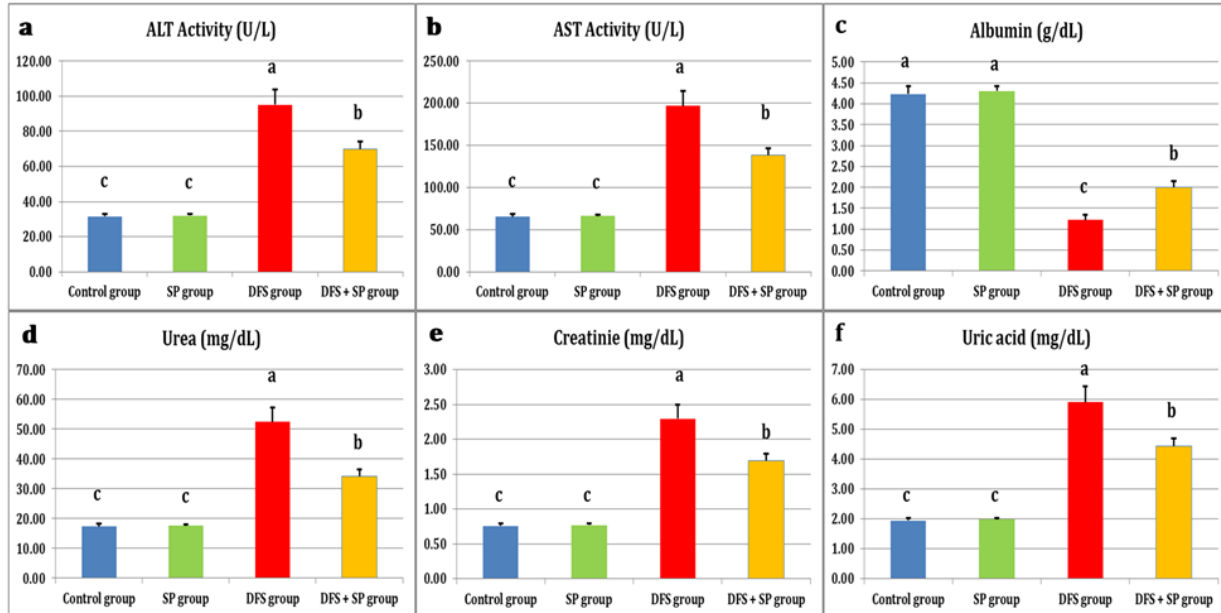 a
ALT Activity (U/L)
120.00
100.00
80.00
60.00
40.00
20.00
0.00
c
c
a
b
Control group
SP group
DFS group
DFS + SP group
b
AST Activity (U/L)
250.00
200.00
150.00
100.00
50.00
0.00
c
c
a
b
Control group
SP group
DFS group
DFS + SP group
c
Albumin (g/dL)
5.00
4.50
4.00
3.50
3.00
2.50
2.00
1.50
1.00
0.50
0.00
a
a
c
b
Control group
SP group
DFS group
DFS + SP group
d
Urea (mg/dL)
70.00
60.00
50.00
40.00
30.00
20.00
10.00
0.00
c
c
a
b
Control group
SP group
DFS group
DFS + SP group
e
Creatinie (mg/dL)
3.00
2.50
2.00
1.50
1.00
0.50
0.00
c
c
a
b
Control group
SP group
DFS group
DFS + SP group
f
Uric acid (mg/dL)
7.00
6.00
5.00
4.00
3.00
2.00
1.00
0.00
c
c
a
b
Control group
SP group
DFS group
DFS + SP group